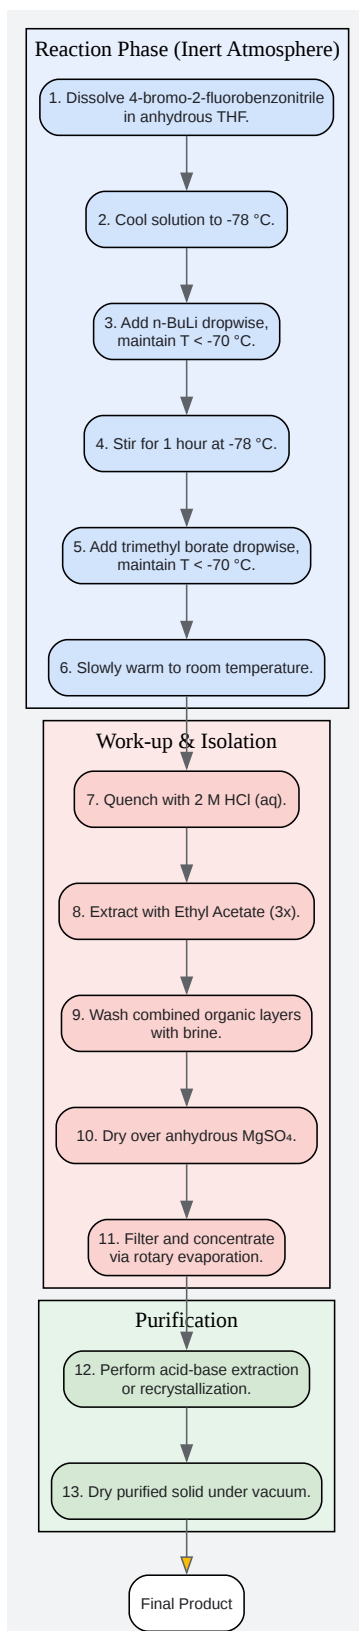 Reaction Phase (Inert Atmosphere)
1. Dissolve 4-bromo-2-fluorobenzonitrile
in anhydrous THF.
2. Cool solution to -78 °C.
3. Add n-BuLi dropwise,
maintain T < -70 °C.
4. Stir for 1 hour at -78 °C.
5. Add trimethyl borate dropwise,
maintain T < -70 °C.
6. Slowly warm to room temperature.
Work-up & Isolation
7. Quench with 2 M HCl (aq).
8. Extract with Ethyl Acetate (3x).
9. Wash combined organic layers
with brine.
10. Dry over anhydrous MgSO₄.
11. Filter and concentrate
via rotary evaporation.
Purification
12. Perform acid-base extraction
or recrystallization.
13. Dry purified solid under vacuum.
Final Product